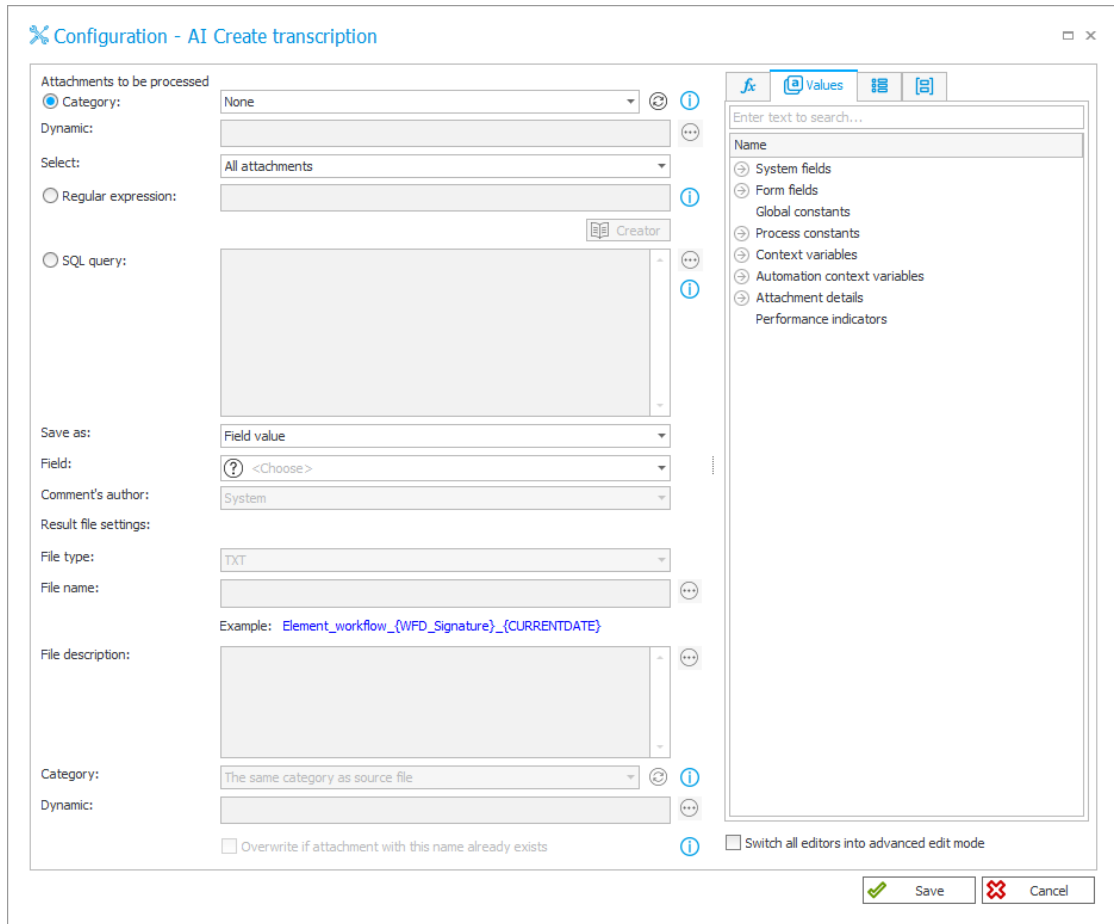 Configuration - AI Create transcription
Attachments to be processed
Category: None
Dynamic:
Select: All attachments
Regular expression:
Creator
SQL query:
Save as: Field value
Field: <Choose>
Comment's author: System
Result file settings:
File type: TXT
File name:
Example: Element_workflow_{WFD_Signature}_{CURRENTDATE}
File description:
Category: The same category as source file
Dynamic:
Overwrite if attachment with this name already exists
fx Values
Enter text to search...
Name
System fields
Form fields
Global constants
Process constants
Context variables
Automation context variables
Attachment details
Performance indicators
Switch all editors into advanced edit mode
Save Cancel